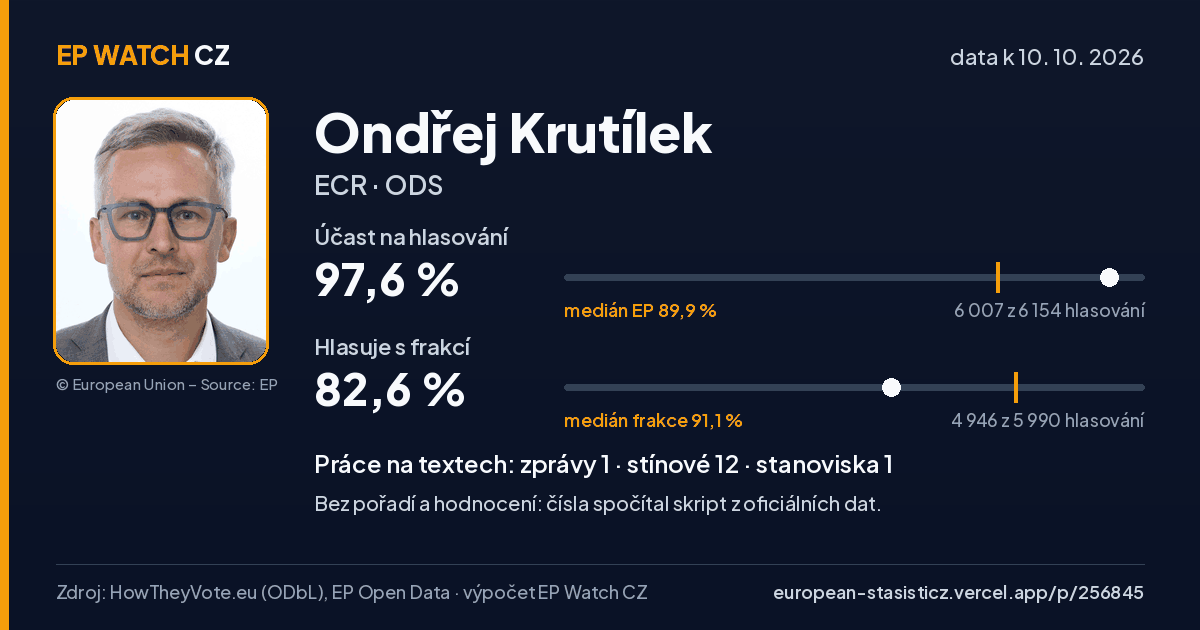 EP WATCH CZ
data k 10. 10. 2026
Ondřej Krutílek
ECR · ODS
Účast na hlasování
97,6 %
medián EP 89,9 %
6 007 z 6 154 hlasování
Hlasuje s frakcí
82,6 %
medián frakce 91,1 %
4 946 z 5 990 hlasování
© European Union – Source: EP
Práce na textech: zprávy 1 · stínové 12 · stanoviska 1
Bez pořadí a hodnocení: čísla spočítal skript z oficiálních dat.
Zdroj: HowTheyVote.eu (ODbL), EP Open Data · výpočet EP Watch CZ
european-stasisticz.vercel.app/p/256845